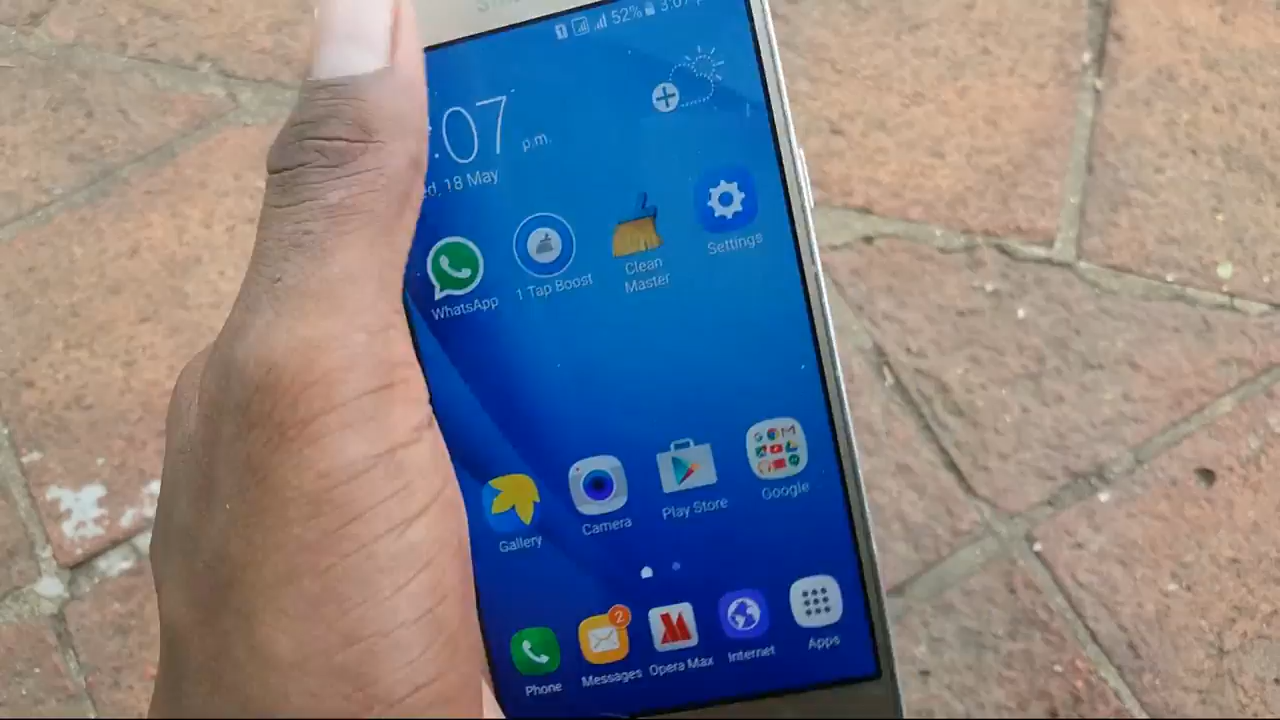 52%
:07
p.m.
d, 18 May
WhatsApp
1 Tap Boost
Clean
Master
Settings
Gallery
Camera
Play Store
Google
2
Phone
Messages
Opera Max
Internet
Apps